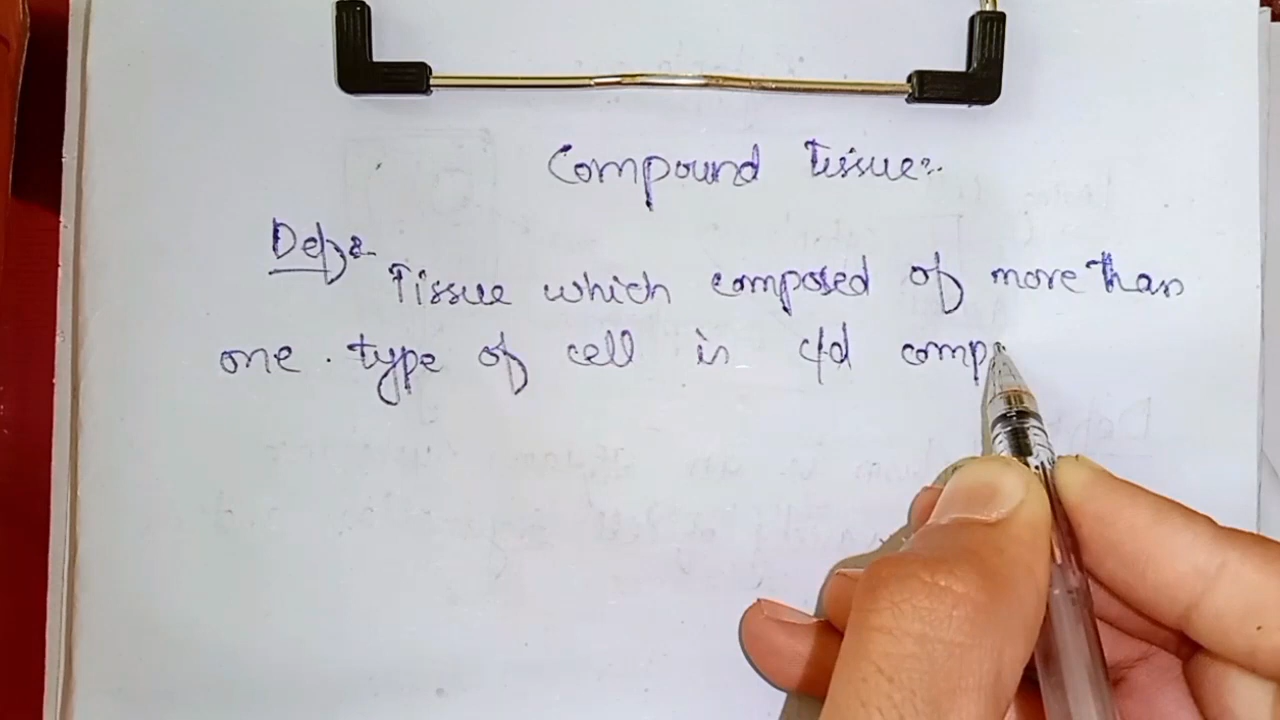 Compound Tissue:-
Def:-
Tissue which composed of more than
one . type of cell is c/d comp